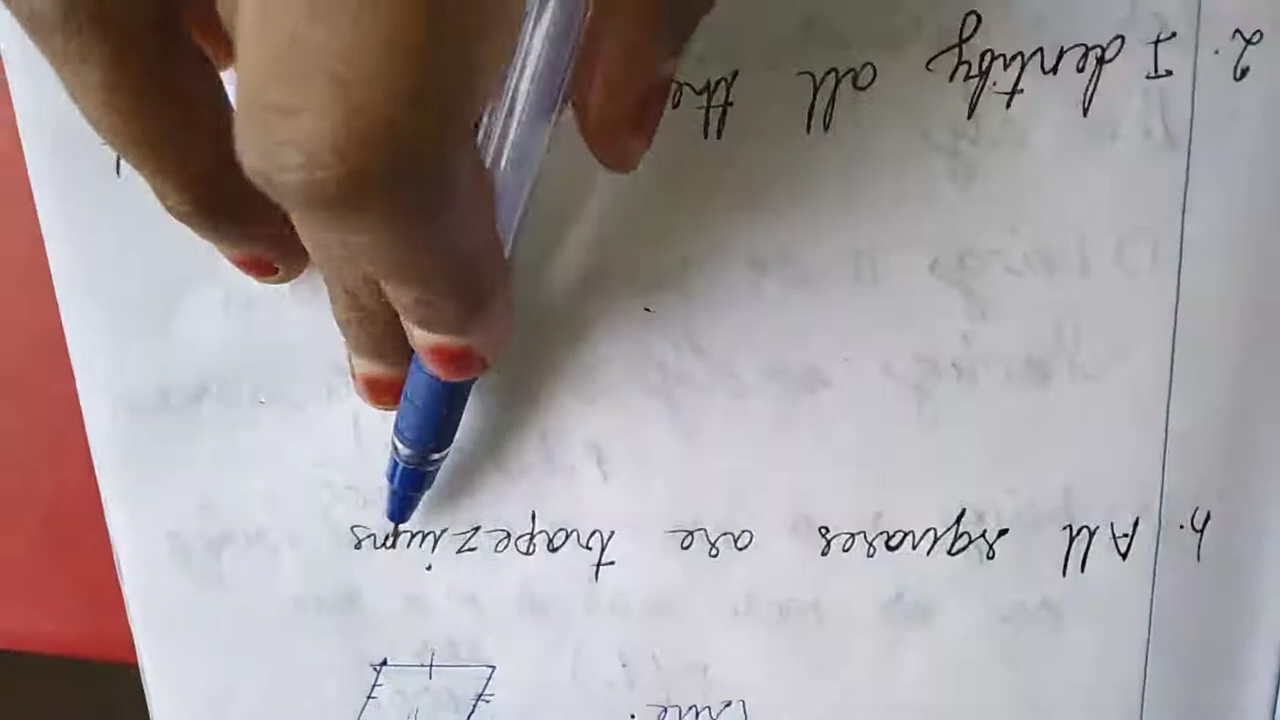 True.
h. All squares are trapeziums
2. Identify all the